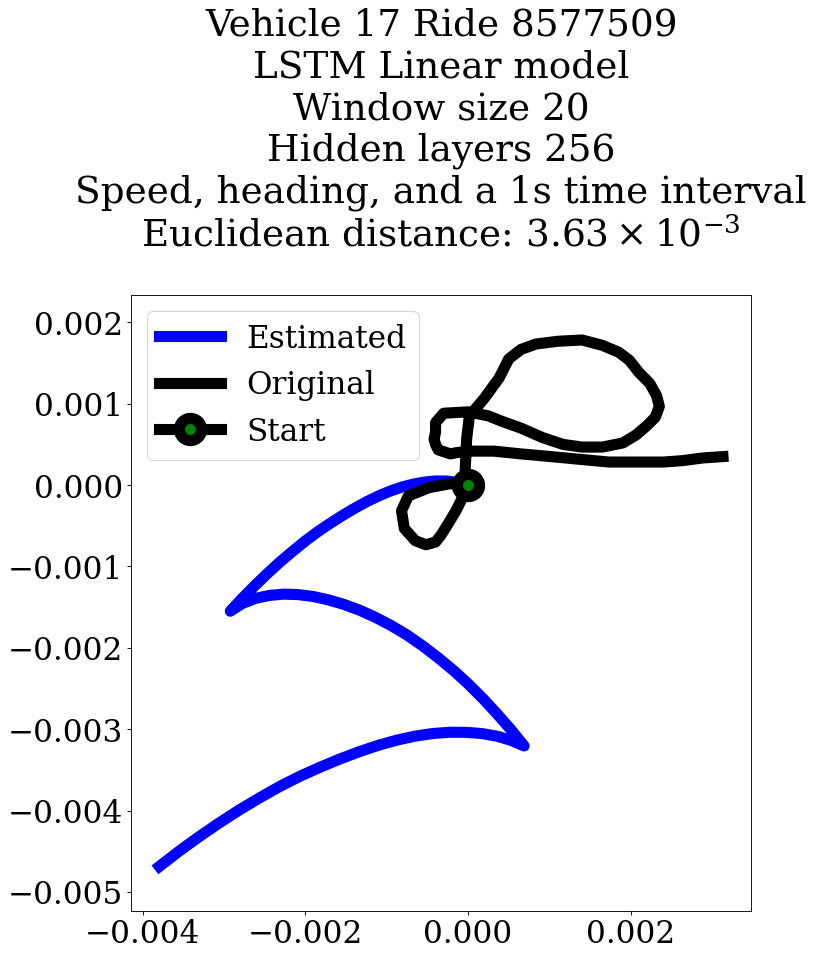 Vehicle 17 Ride 8577509
LSTM Linear model
Window size 20
Hidden layers 256
Speed, heading, and a 1s time interval
Euclidean distance: 3.63 × 10⁻³
Estimated
Original
Start
0.002
0.001
0.000
−0.001
−0.002
−0.003
−0.004
−0.005
−0.004 −0.002 0.000 0.002